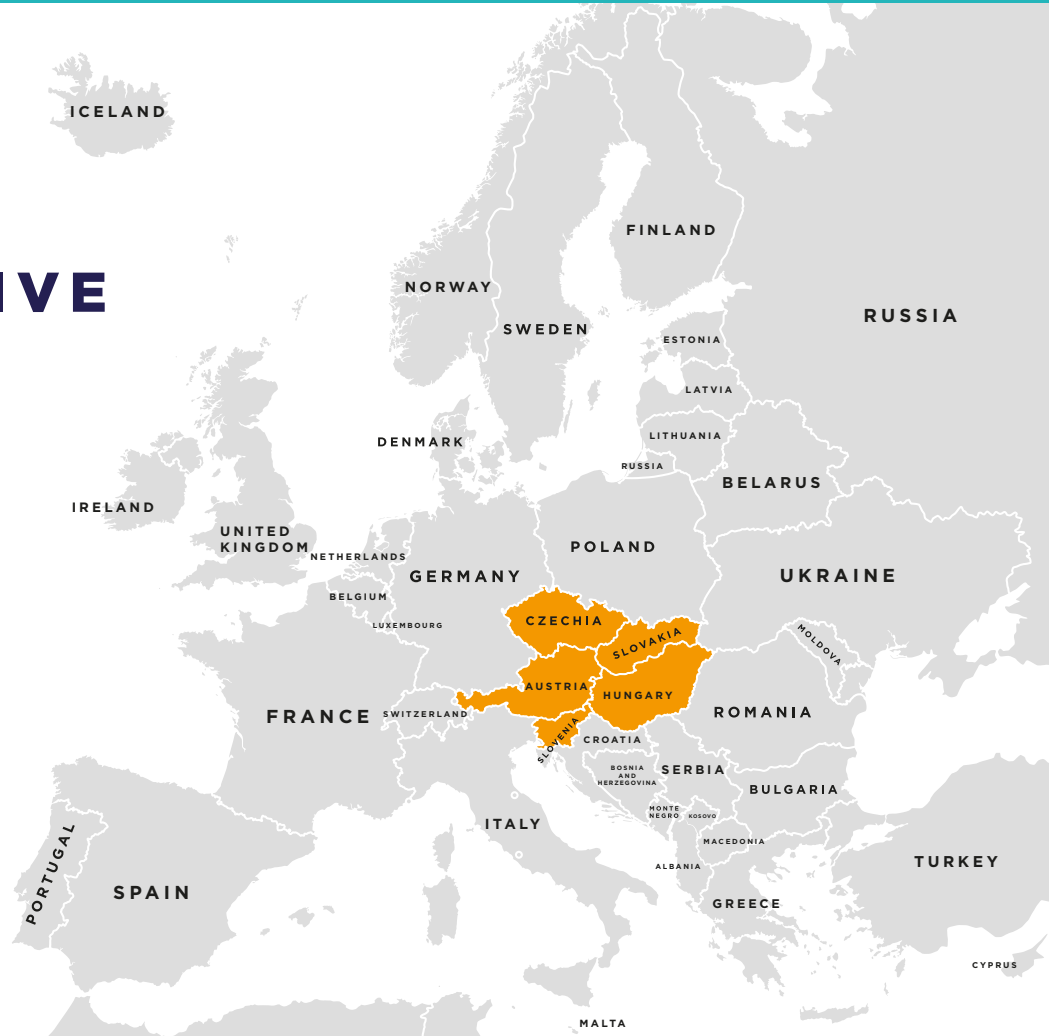 ICELAND
FINLAND
IVE
NORWAY
RUSSIA
SWEDEN
ESTONIA
LATVIA
LITHUANIA
DENMARK
RUSSIA
BELARUS
IRELAND
UNITED
KINGDOM
POLAND
NETHERLANDS
GERMANY
UKRAINE
BELGIUM
CZECHIA
LUXEMBOURG
SLOVAKIA
MOLDOVA
AUSTRIA
HUNGARY
FRANCE
SWITZERLAND
ROMANIA
SLOVENIA
CROATIA
BOSNIA
AND
HERZEGOVINA
SERBIA
BULGARIA
MONTE
NEGRO
KOSOVO
ITALY
MACEDONIA
PORTUGAL
ALBANIA
TURKEY
SPAIN
GREECE
CYPRUS
MALTA